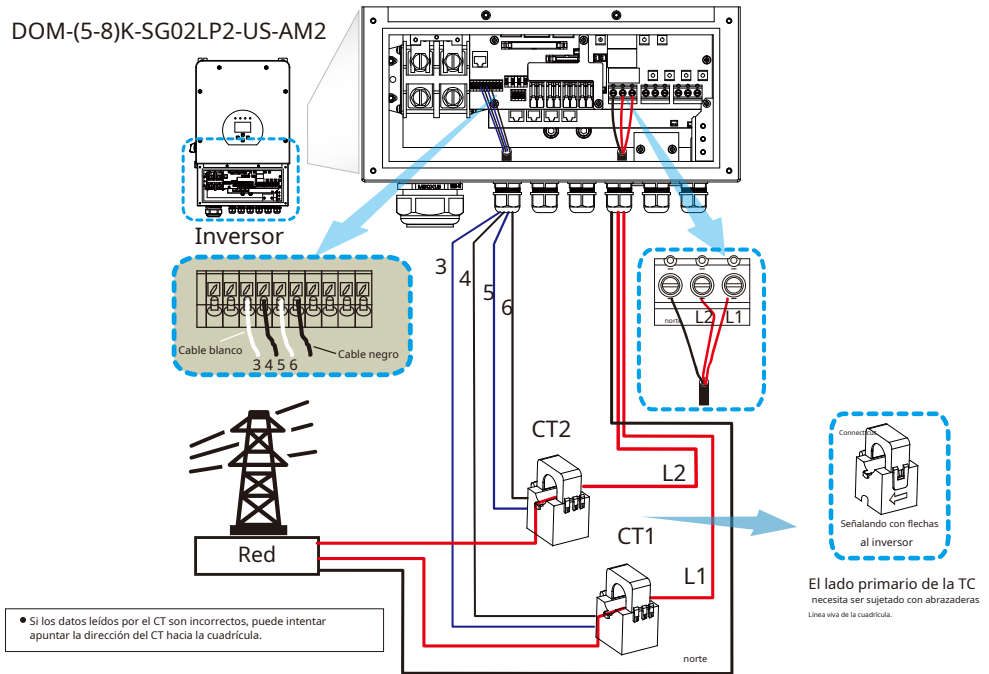 DOM-(5-8)K-SG02LP2-US-AM2
Inversor
Cable blanco
3 4 5 6
Cable negro
3
4
5
6
norte
L2
L1
CT2
L2
CT1
L1
Red
norte
Connecticut
Señalando con flechas
al inversor
El lado primario de la TC
necesita ser sujetado con abrazaderas
Línea viva de la cuadrícula.
● Si los datos leídos por el CT son incorrectos, puede intentar
apuntar la dirección del CT hacia la cuadrícula.